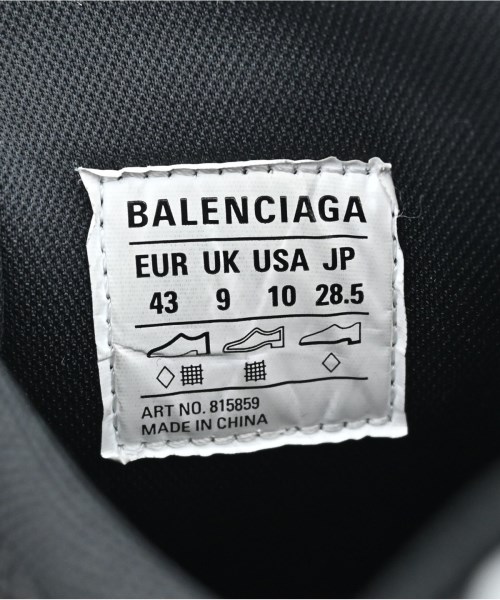 BALENCIAGA
EUR UK USA JP
43 9 10 28.5
ART NO. 815859
MADE IN CHINA